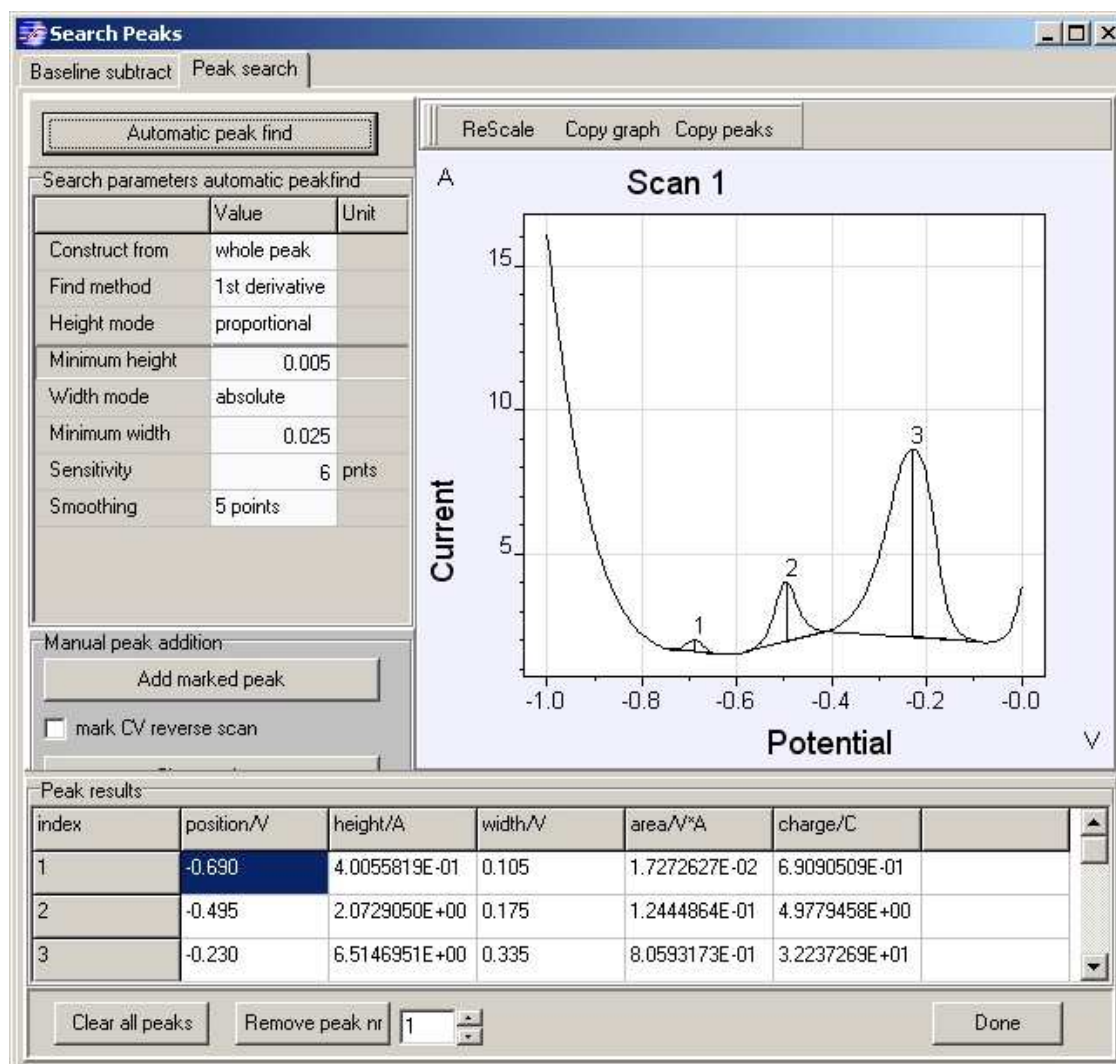 Search Peaks
Baseline subtract Peak search
Automatic peak find
Search parameters automatic peakfind
Value Unit
Construct from whole peak
Find method 1st derivative
Height mode proportional
Minimum height 0.005
Width mode absolute
Minimum width 0.025
Sensitivity 6 pnts
Smoothing 5 points
Manual peak addition
Add marked peak
mark CV reverse scan
ReScale Copy graph Copy peaks
A
Scan 1
15
10
5
Current
1
2
3
-1.0 -0.8 -0.6 -0.4 -0.2 -0.0
Potential
V
Peak results
index position/V height/A width/V area/V*A charge/C
1 -0.690 4.0055819E-01 0.105 1.7272627E-02 6.9090509E-01
2 -0.495 2.0729050E+00 0.175 1.2444864E-01 4.9779458E+00
3 -0.230 6.5146951E+00 0.335 8.0593173E-01 3.2237269E+01
Clear all peaks Remove peak nr 1 Done